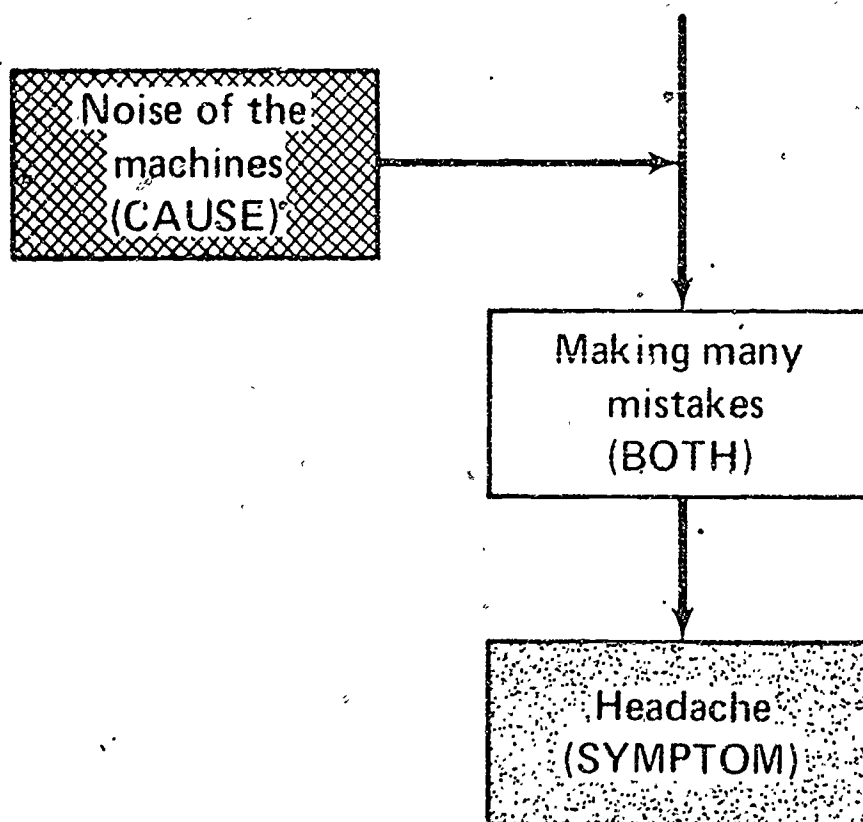 Noise of the
machines
(CAUSE)
Making many
mistakes
(BOTH)
Headache
(SYMPTOM)